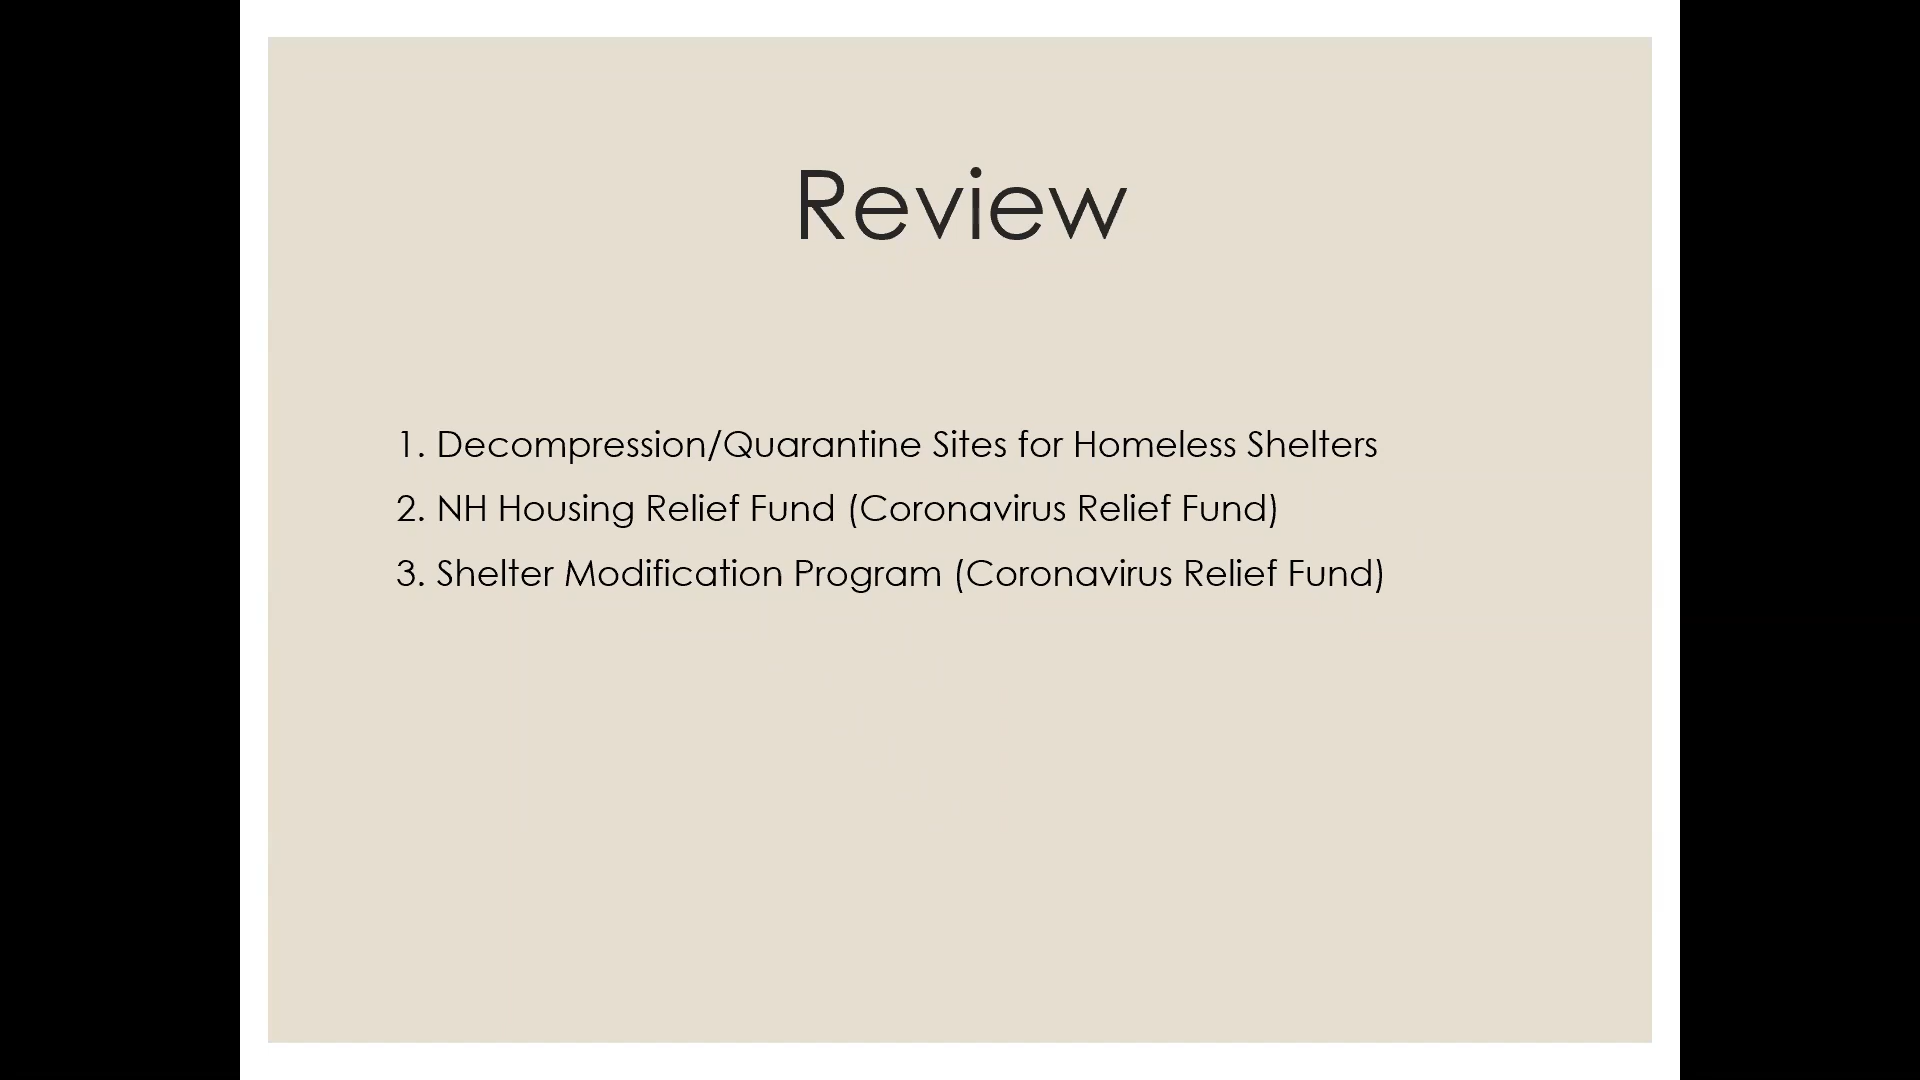 Review
1. Decompression/Quarantine Sites for Homeless Shelters
2. NH Housing Relief Fund (Coronavirus Relief Fund)
3. Shelter Modification Program (Coronavirus Relief Fund)